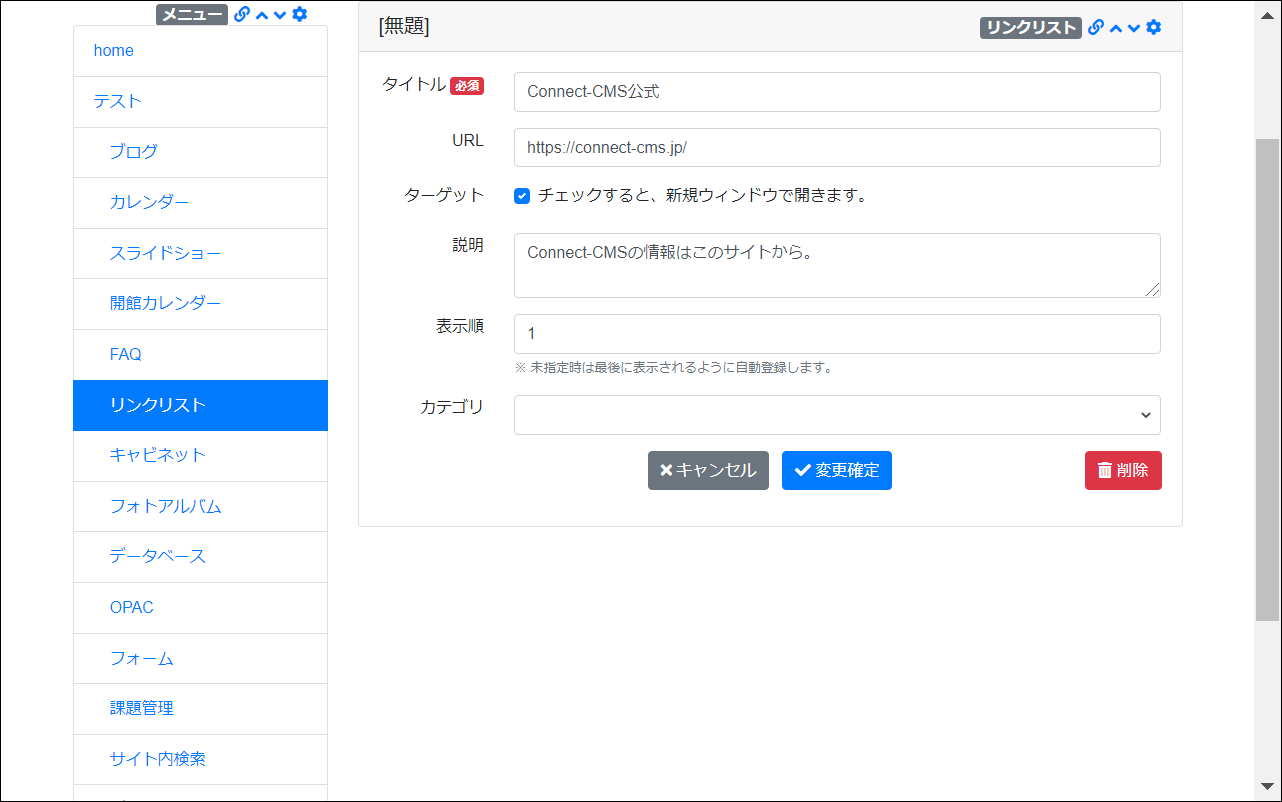 メニュー
home
テスト
ブログ
カレンダー
スライドショー
開館カレンダー
FAQ
リンクリスト
キャビネット
フォトアルバム
データベース
OPAC
フォーム
課題管理
サイト内検索
[無題]
リンクリスト
タイトル 必須
Connect-CMS公式
URL
https://connect-cms.jp/
ターゲット
チェックすると、新規ウィンドウで開きます。
説明
Connect-CMSの情報はこのサイトから。
表示順
1
※ 未指定時は最後に表示されるように自動登録します。
カテゴリ
キャンセル
変更確定
削除